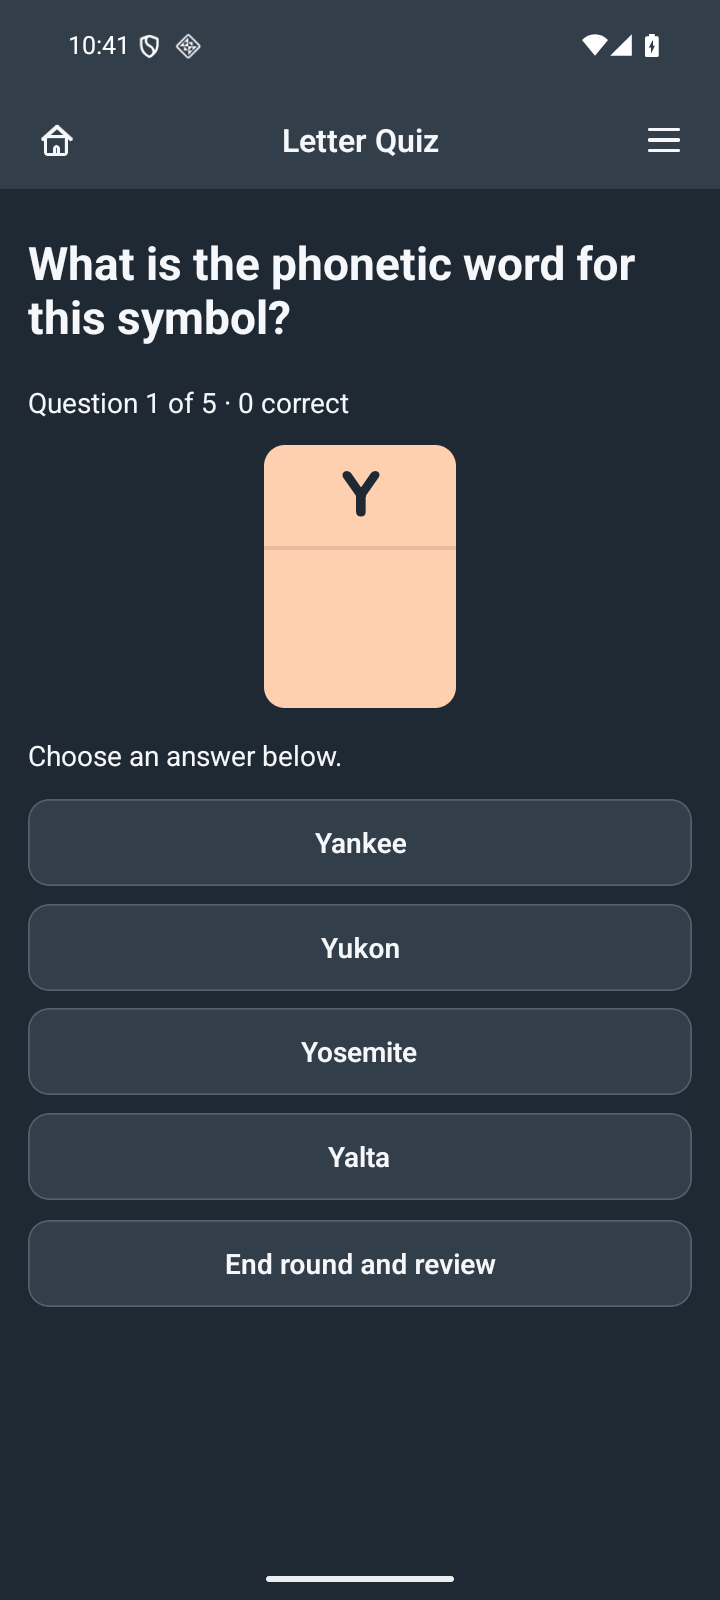 10:41
Letter Quiz
What is the phonetic word for
this symbol?
Question 1 of 5 · 0 correct
Y
Choose an answer below.
Yankee
Yukon
Yosemite
Yalta
End round and review